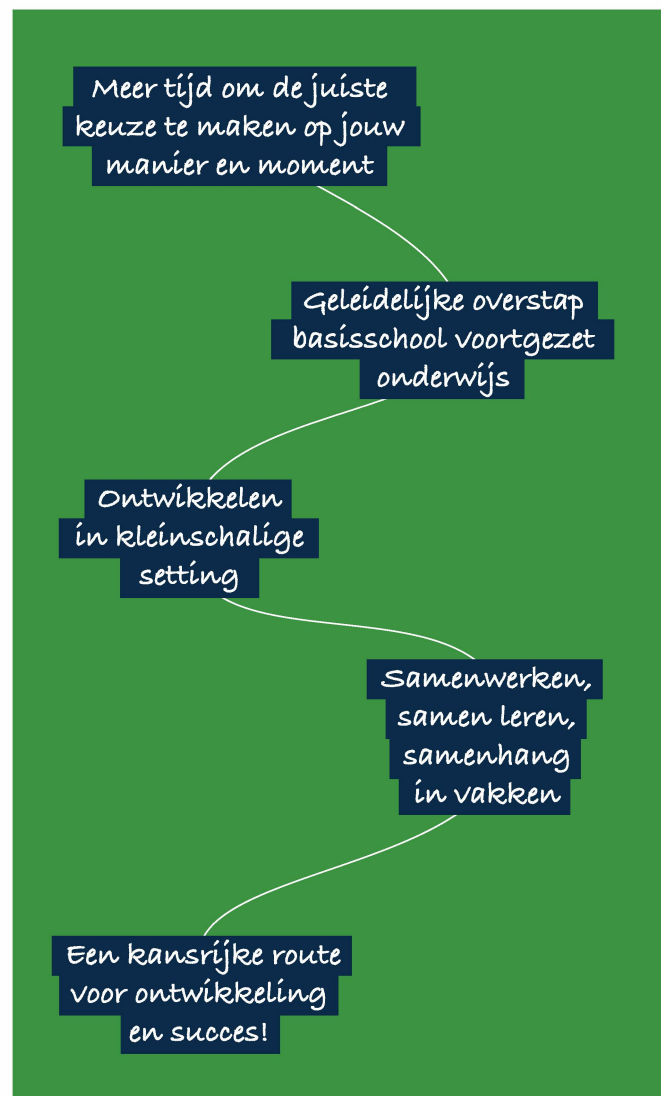 Meer tijd om de juiste
keuze te maken op jouw
manier en moment
Geleidelijke overstap
basisschool voortgezet
onderwijs
Ontwikkelen
in kleinschalige
setting
Samenwerken,
samen leren,
samenhang
in vakken
Een kansrijke route
voor ontwikkeling
en succes!